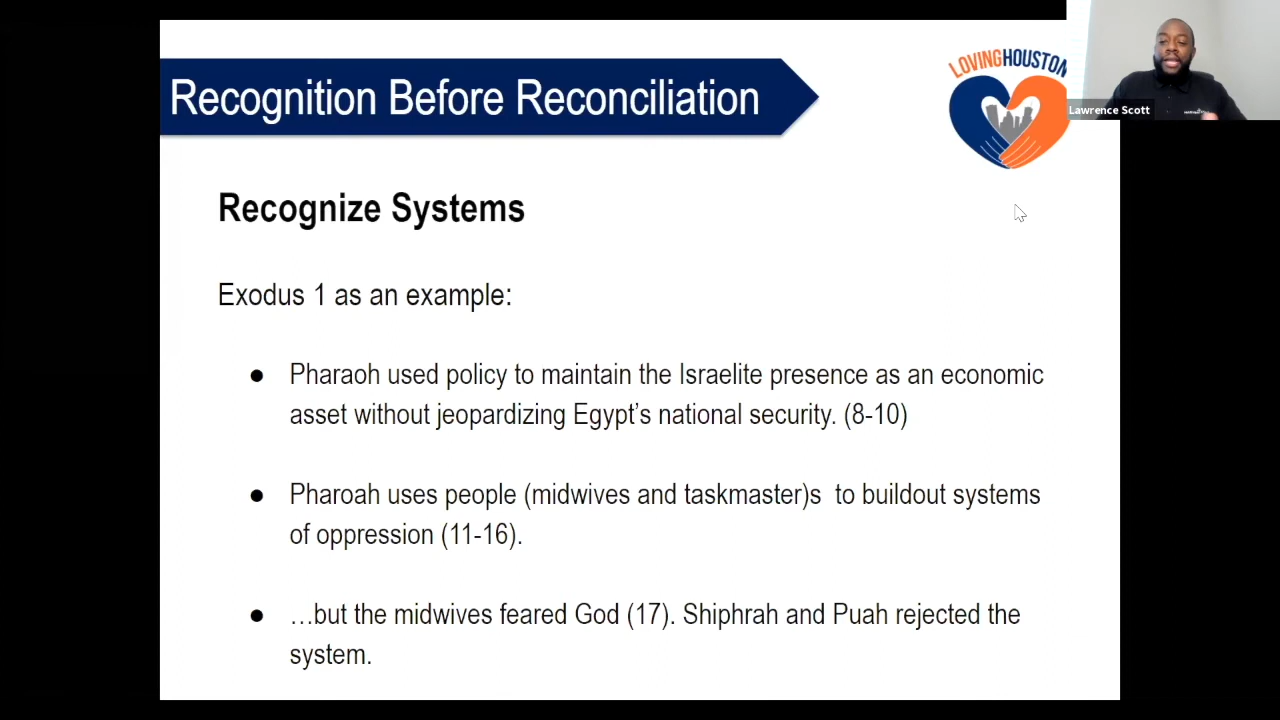 Recognition Before Reconciliation
LOVINGHOUSTON
Lawrence Scott
Recognize Systems
Exodus 1 as an example:
● Pharaoh used policy to maintain the Israelite presence as an economic
asset without jeopardizing Egypt’s national security. (8-10)
● Pharoah uses people (midwives and taskmaster)s  to buildout systems
of oppression (11-16).
● …but the midwives feared God (17). Shiphrah and Puah rejected the
system.